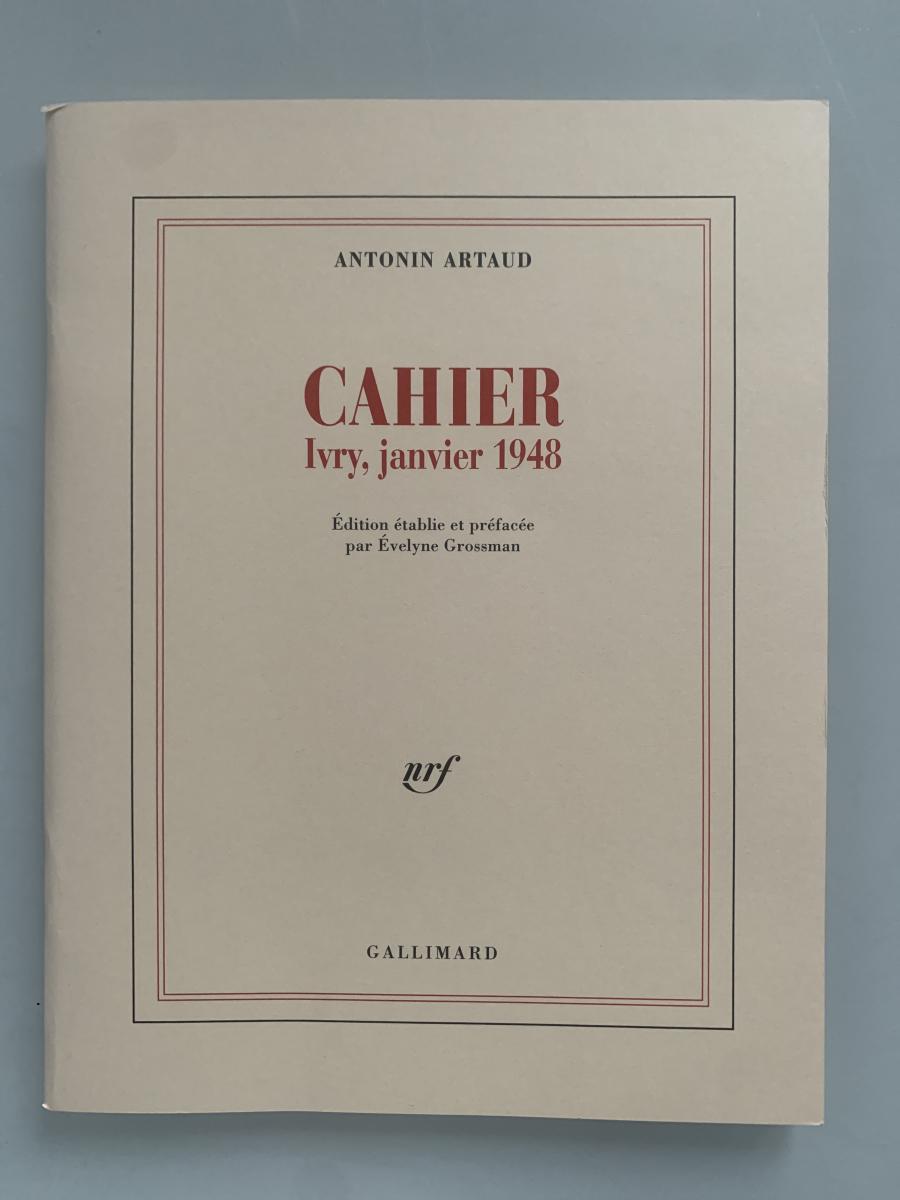 ANTONIN ARTAUD
CAHIER
Ivry, janvier 1948
Édition établie et préfacée
par Évelyne Grossman
nrf
GALLIMARD